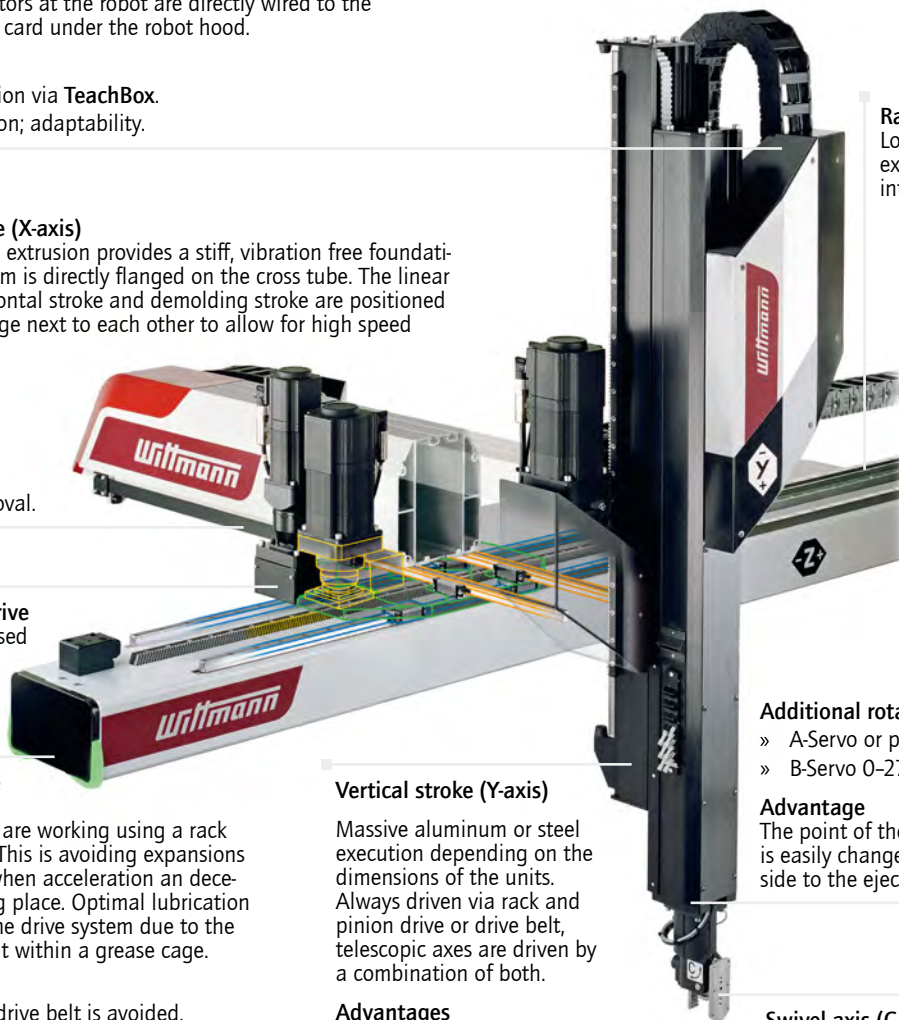 tors at the robot are directly wired to the
card under the robot hood.
ion via TeachBox.
on; adaptability.
e (X-axis)
extrusion provides a stiff, vibration free foundati-
m is directly flanged on the cross tube. The linear
ontal stroke and demolding stroke are positioned
ge next to each other to allow for high speed
Ra
Lo
ex
in
Wittmann
Wittmann
Y
+
-Z+
oval.
rive
sed
Wittmann
are working using a rack
This is avoiding expansions
when acceleration an dece-
g place. Optimal lubrication
ne drive system due to the
t within a grease cage.
drive belt is avoided.
Vertical stroke (Y-axis)
Massive aluminum or steel
execution depending on the
dimensions of the units.
Always driven via rack and
pinion drive or drive belt,
telescopic axes are driven by
a combination of both.
Advantages
Additional rota
» A-Servo or p
» B-Servo 0–27
Advantage
The point of the
is easily change
side to the ejec
C
Swivel axis (C